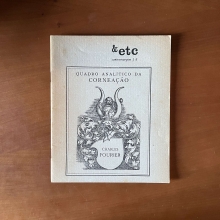 & etc
QUADRO ANALÍTICO DA
CORNEAÇÃO
CHARLES
FOURIER